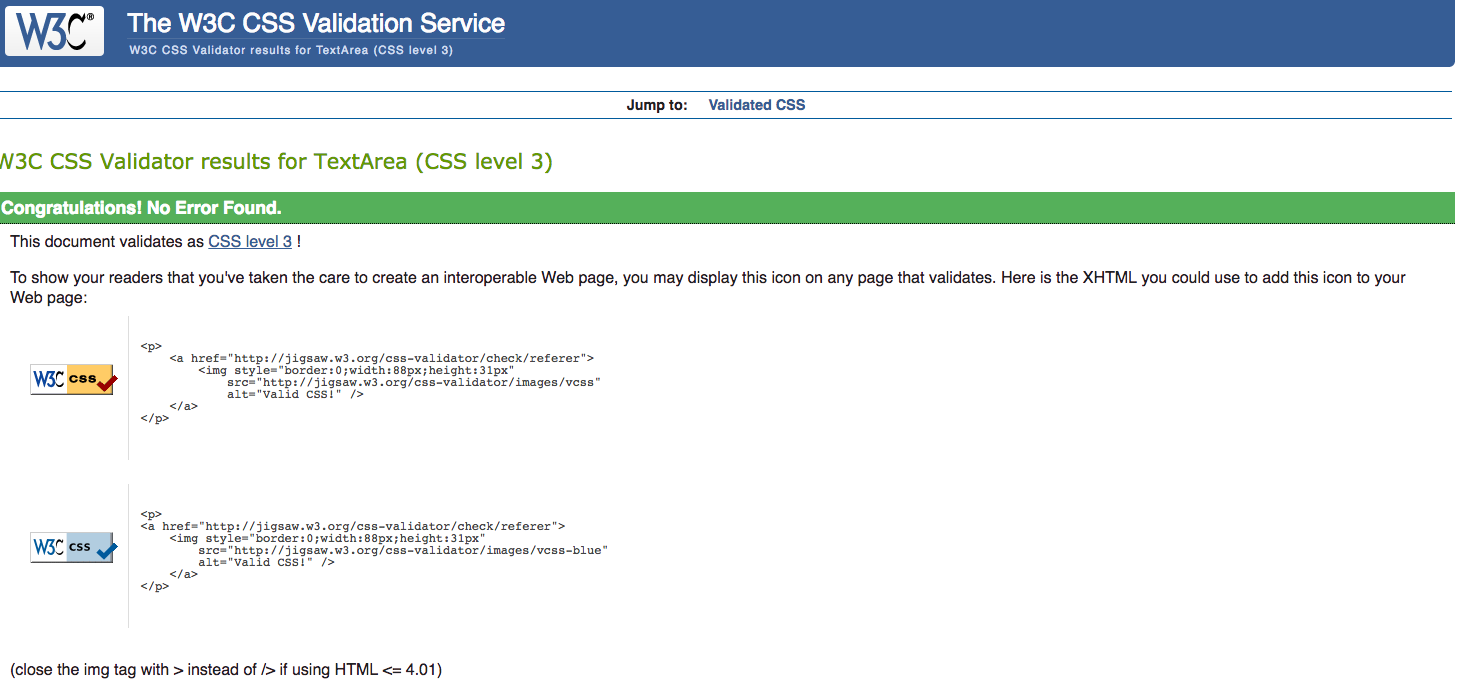 W3C®
The W3C CSS Validation Service
W3C CSS Validator results for TextArea (CSS level 3)
Jump to: Validated CSS
W3C CSS Validator results for TextArea (CSS level 3)
Congratulations! No Error Found.
This document validates as CSS level 3 !
To show your readers that you've taken the care to create an interoperable Web page, you may display this icon on any page that validates. Here is the XHTML you could use to add this icon to your
Web page:
W3C css
<p>
    <a href="http://jigsaw.w3.org/css-validator/check/referer">
        <img style="border:0;width:88px;height:31px"
            src="http://jigsaw.w3.org/css-validator/images/vcss"
            alt="Valid CSS!" />
    </a>
</p>
W3C css
<p>
<a href="http://jigsaw.w3.org/css-validator/check/referer">
    <img style="border:0;width:88px;height:31px"
        src="http://jigsaw.w3.org/css-validator/images/vcss-blue"
        alt="Valid CSS!" />
    </a>
</p>
(close the img tag with > instead of /> if using HTML <= 4.01)